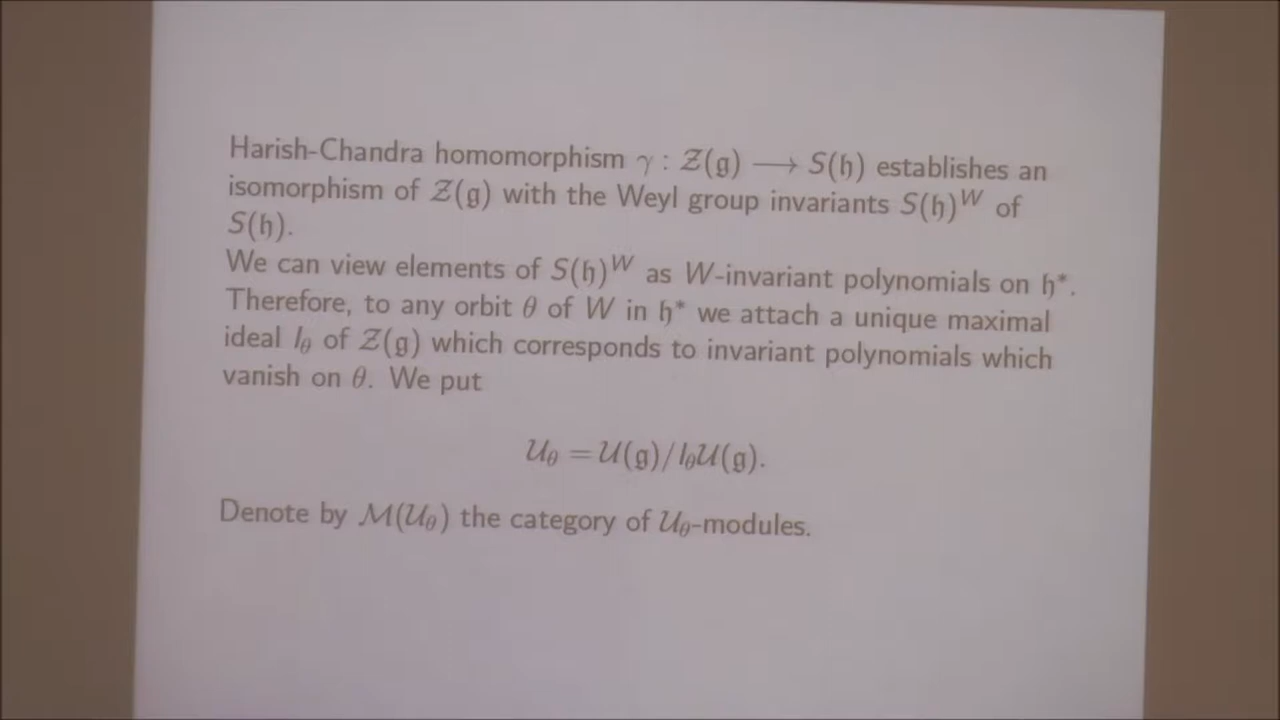 Harish-Chandra homomorphism γ : 𝒵(𝔤) ⟶ S(𝔥) establishes an
isomorphism of 𝒵(𝔤) with the Weyl group invariants S(𝔥)^W of
S(𝔥).
We can view elements of S(𝔥)^W as W-invariant polynomials on 𝔥*.
Therefore, to any orbit θ of W in 𝔥* we attach a unique maximal
ideal I_θ of 𝒵(𝔤) which corresponds to invariant polynomials which
vanish on θ. We put
𝒰_θ = 𝒰(𝔤)/I_θ𝒰(𝔤).
Denote by ℳ(𝒰_θ) the category of 𝒰_θ-modules.